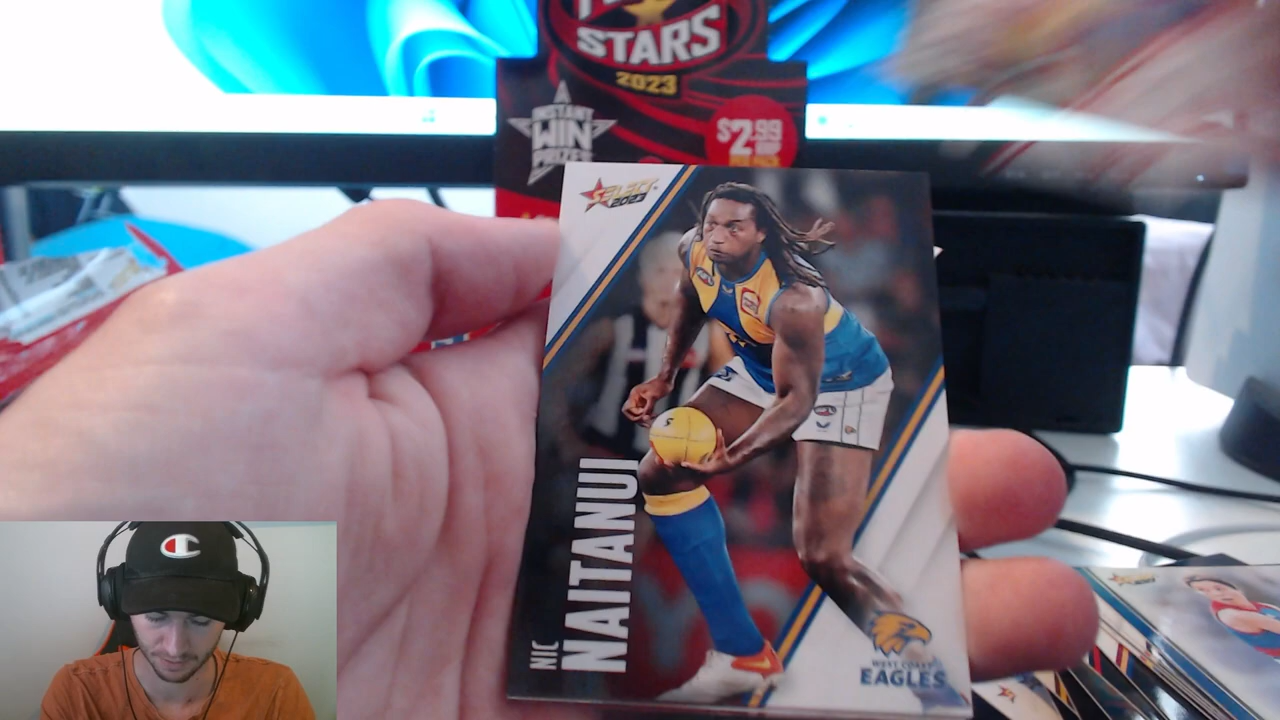 STARS
2023
A
INSTANT
WIN
PRIZES
$2.99
SELECT
2023
NIC
NAITANUI
WEST COAST
EAGLES